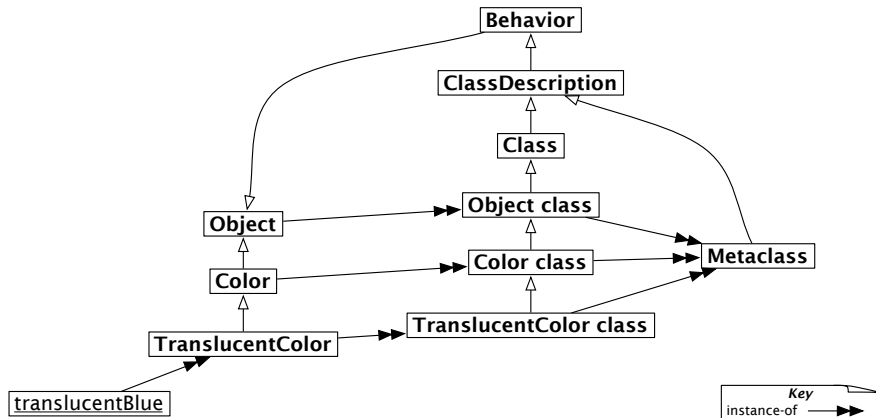 Behavior
ClassDescription
Class
Object class
Object
Metaclass
Color class
Color
TranslucentColor class
TranslucentColor
translucentBlue
Key
instance-of